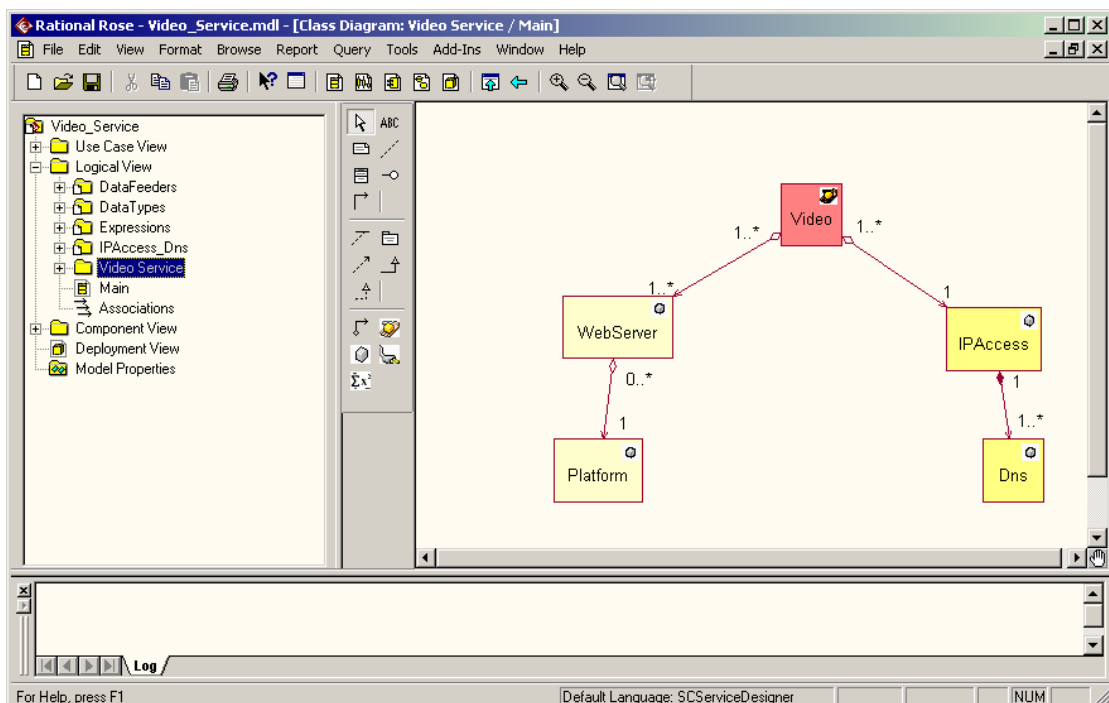 Rational Rose - Video_Service.mdl - [Class Diagram: Video Service / Main]
File Edit View Format Browse Report Query Tools Add-Ins Window Help
Video_Service
Use Case View
Logical View
DataFeeders
DataTypes
Expressions
IPAccess_Dns
Video Service
Main
Associations
Component View
Deployment View
Model Properties
ABC
Σx²
Video
1..* 1..*
1..* 1
WebServer
IPAccess
0..* 1
1 1..*
Platform
Dns
Log
For Help, press F1 Default Language: SCServiceDesigner NUM